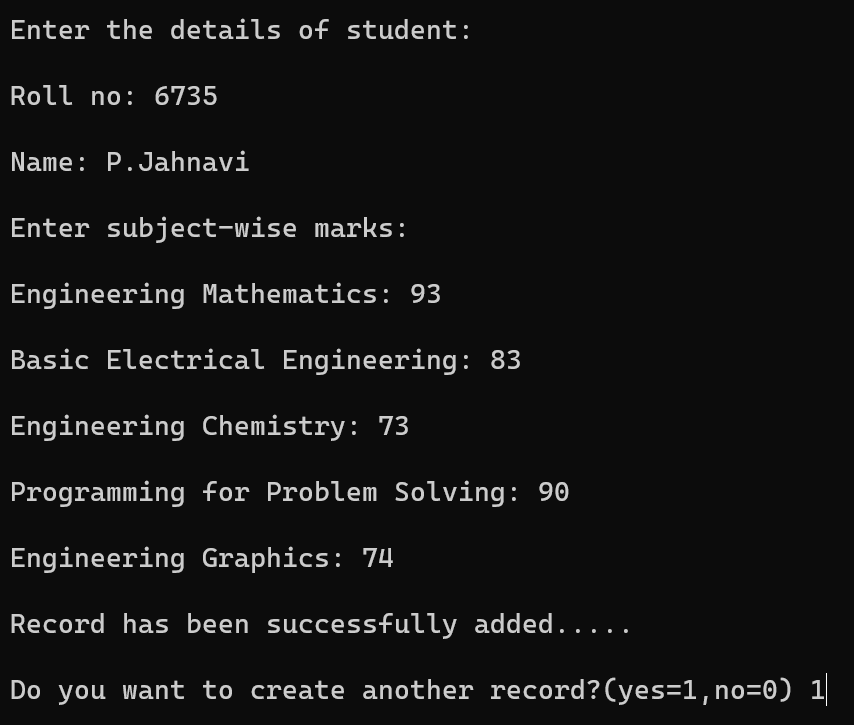 Enter the details of student:
Roll no: 6735
Name: P.Jahnavi
Enter subject-wise marks:
Engineering Mathematics: 93
Basic Electrical Engineering: 83
Engineering Chemistry: 73
Programming for Problem Solving: 90
Engineering Graphics: 74
Record has been successfully added.....
Do you want to create another record?(yes=1,no=0) 1